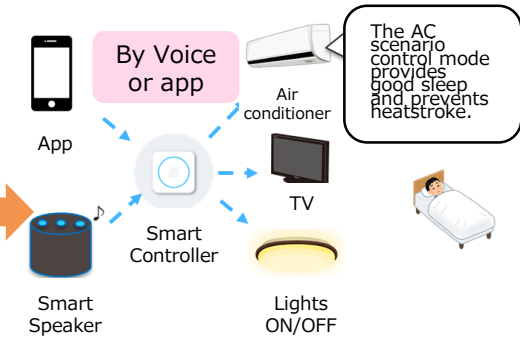 By Voice
or app
The AC
scenario
control mode
provides
good sleep
and prevents
heatstroke.
App
Air
conditioner
TV
Smart
Controller
Smart
Speaker
Lights
ON/OFF